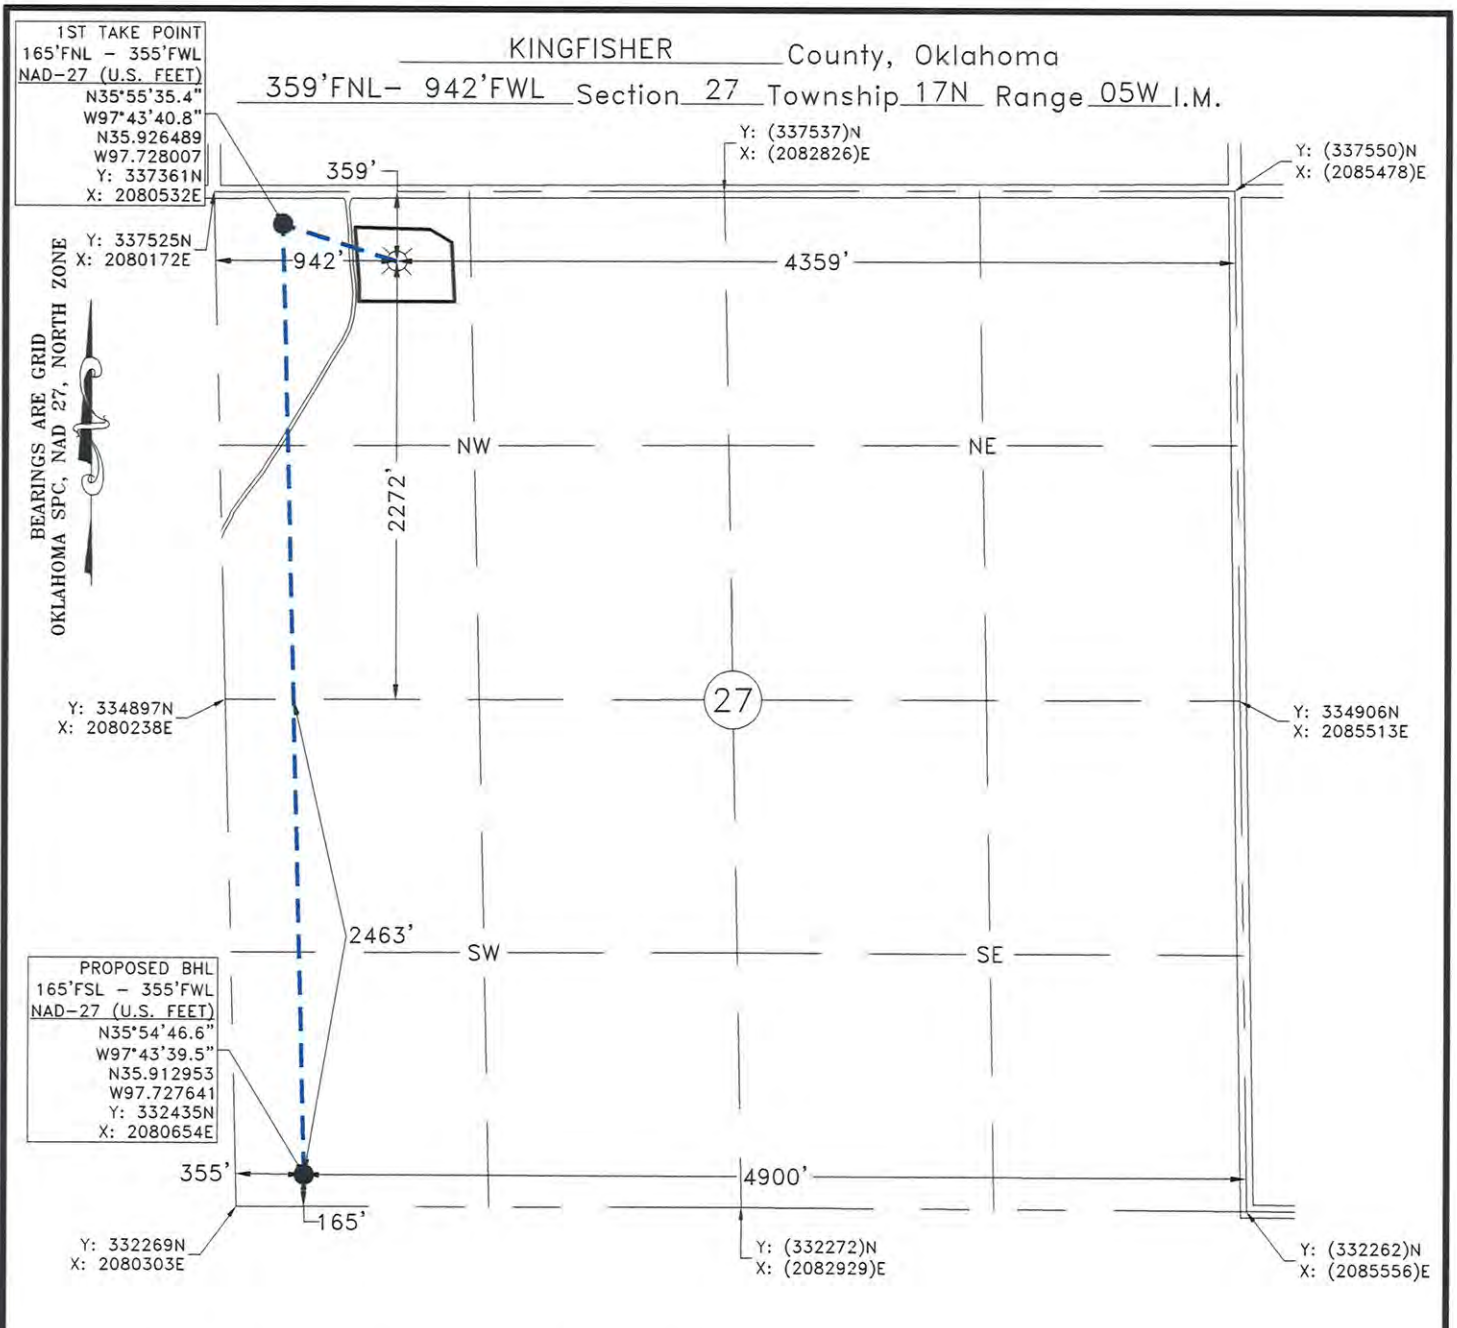 KINGFISHER County, Oklahoma
359'FNL- 942'FWL Section 27 Township 17N Range 05W I.M.
1ST TAKE POINT
165'FNL - 355'FWL
NAD-27 (U.S. FEET)
N35°55'35.4"
W97°43'40.8"
N35.926489
W97.728007
Y: 337361N
X: 2080532E
Y: (337537)N
X: (2082826)E
Y: (337550)N
X: (2085478)E
359'
Y: 337525N
X: 2080172E
942'
4359'
BEARINGS ARE GRID
OKLAHOMA SPC, NAD 27, NORTH ZONE
NW
NE
2272'
Y: 334897N
X: 2080238E
27
Y: 334906N
X: 2085513E
2463'
SW
SE
PROPOSED BHL
165'FSL - 355'FWL
NAD-27 (U.S. FEET)
N35°54'46.6"
W97°43'39.5"
N35.912953
W97.727641
Y: 332435N
X: 2080654E
355'
4900'
165'
Y: 332269N
X: 2080303E
Y: (332272)N
X: (2082929)E
Y: (332262)N
X: (2085556)E